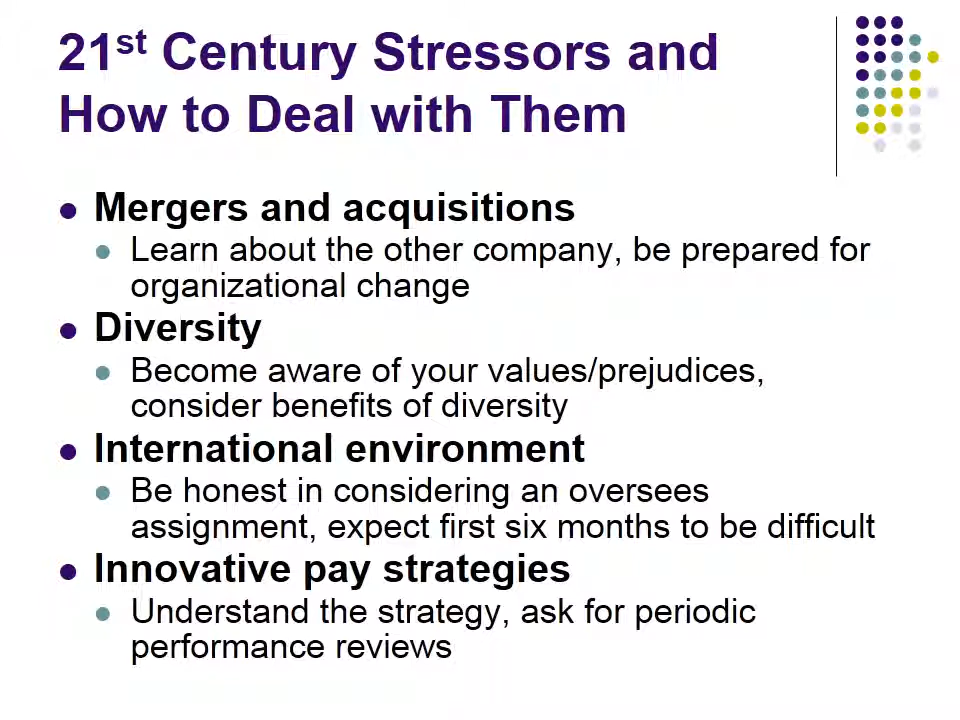 21st Century Stressors and
How to Deal with Them
Mergers and acquisitions
Learn about the other company, be prepared for
organizational change
Diversity
Become aware of your values/prejudices,
consider benefits of diversity
International environment
Be honest in considering an oversees
assignment, expect first six months to be difficult
Innovative pay strategies
Understand the strategy, ask for periodic
performance reviews